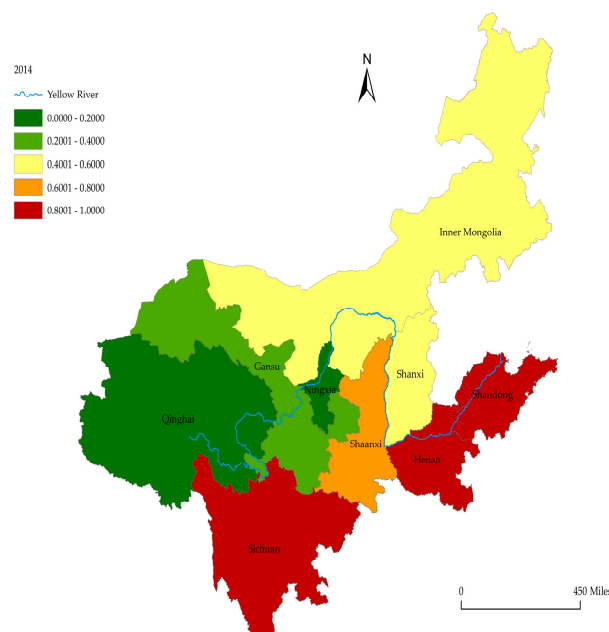 2014
N
Yellow River
0.0000 - 0.2000
0.2001 - 0.4000
0.4001 - 0.6000
0.6001 - 0.8000
0.8001 - 1.0000
Inner Mongolia
Gansu
Ningxia
Shanxi
Shandong
Qinghai
Shaanxi
Henan
Sichuan
0
450 Miles